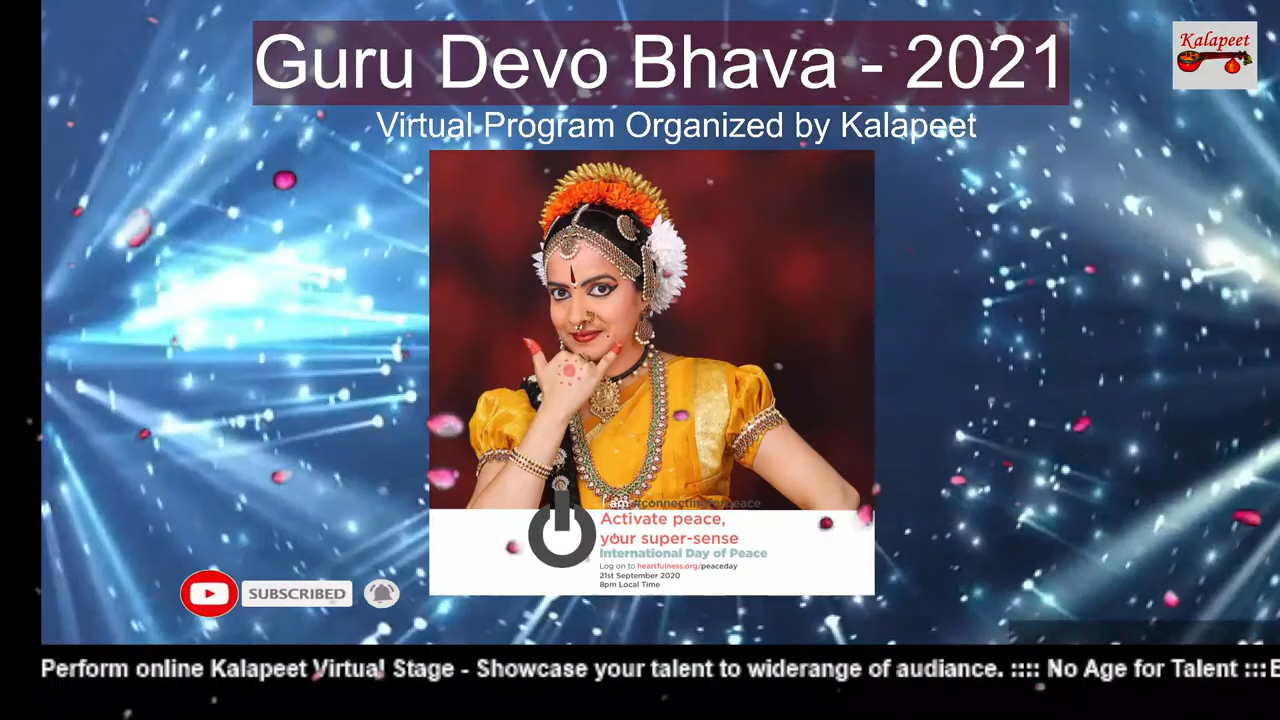 Guru Devo Bhava - 2021
Kalapeet
Virtual Program Organized by Kalapeet
I am #connectingforpeace
Activate peace,
your super-sense
International Day of Peace
Log on to heartfulness.org/peaceday
21st September 2020
8pm Local Time
SUBSCRIBED
Perform online Kalapeet Virtual Stage - Showcase your talent to widerange of audiance. :::: No Age for Talent :::